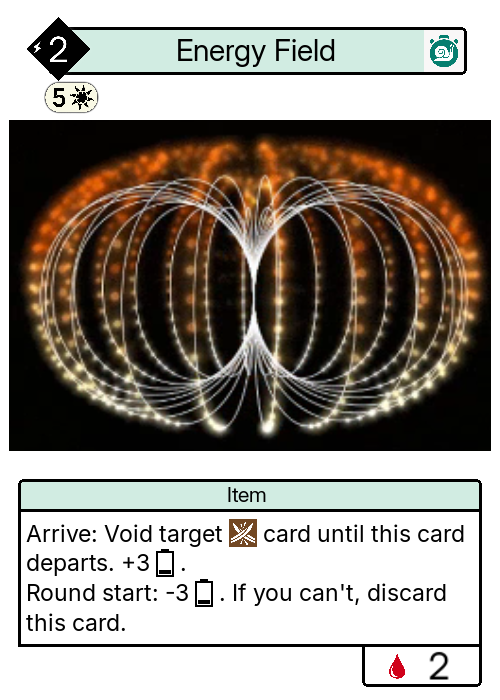 2 Energy Field
5
Item
Arrive: Void target card until this card
departs. +3 .
Round start: -3 . If you can't, discard
this card.
2